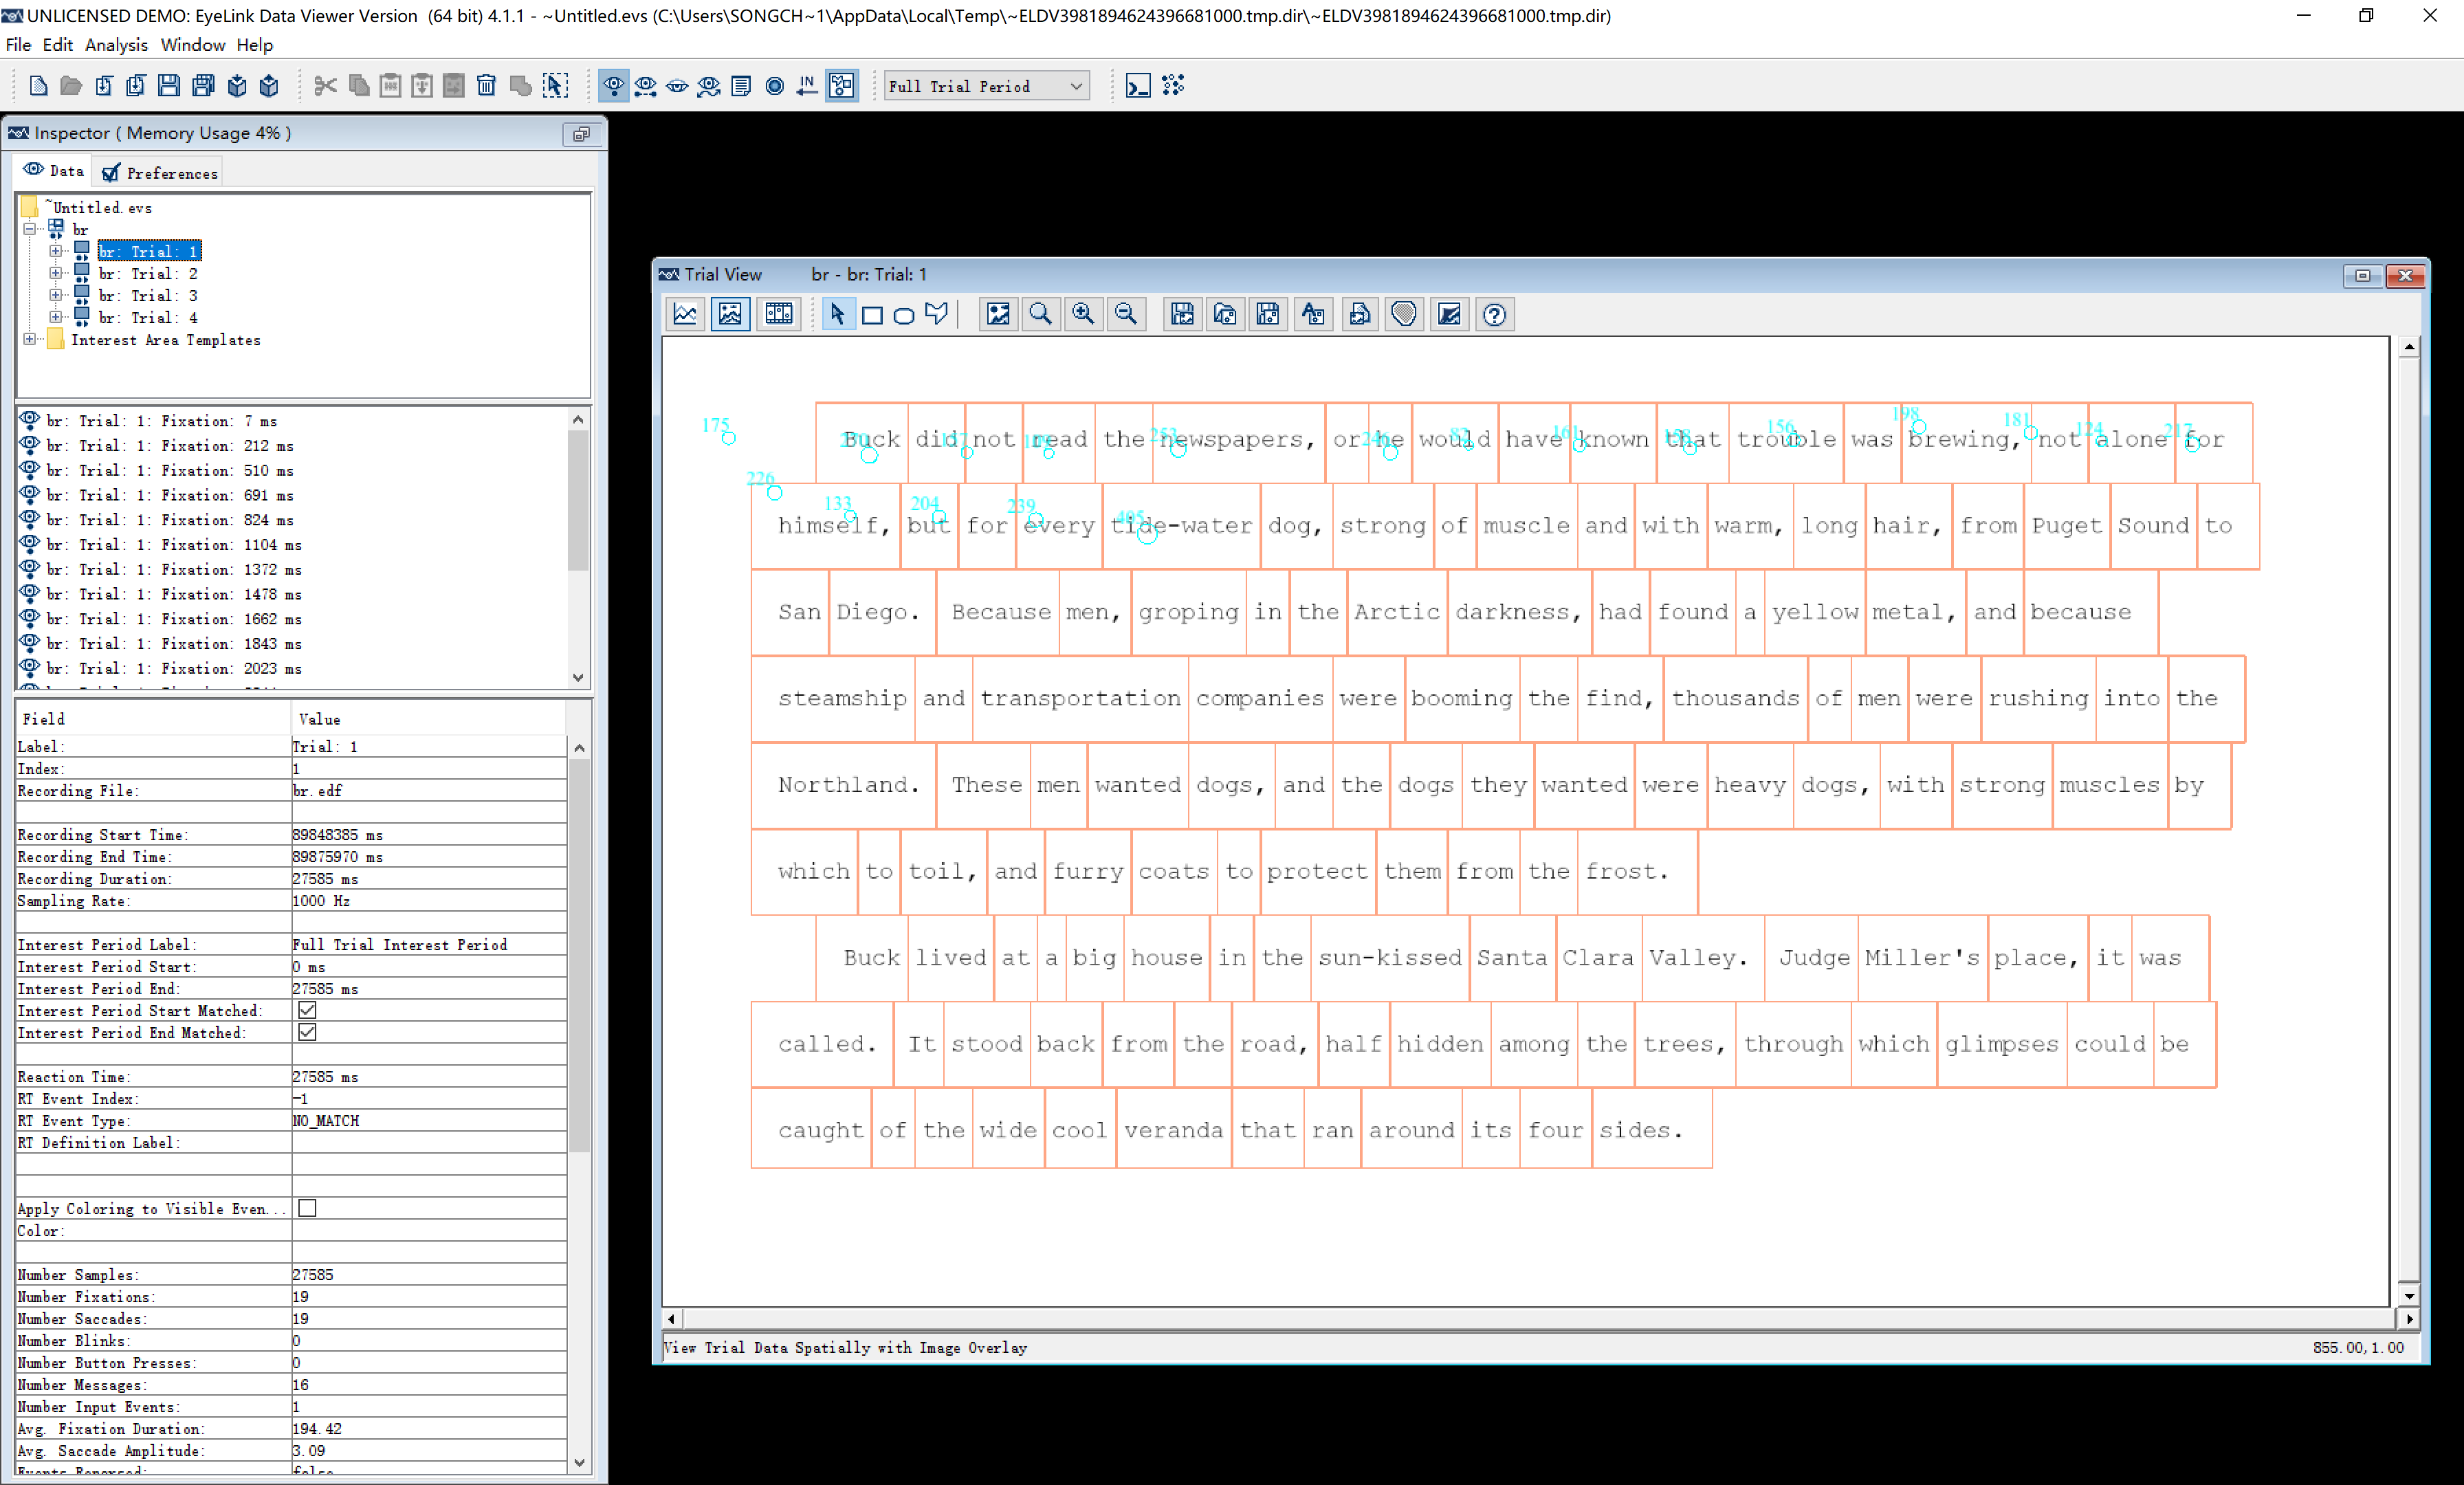 UNLICENSED DEMO: EyeLink Data Viewer Version (64 bit) 4.1.1 - ~Untitled.evs (C:\Users\SONGCH~1\AppData\Local\Temp\~ELDV3981894624396681000.tmp.dir\~ELDV3981894624396681000.tmp.dir)
File Edit Analysis Window Help
IN
Full Trial Period
Inspector ( Memory Usage 4% )
Data Preferences
~Untitled.evs
br
br: Trial: 1
br: Trial: 2
br: Trial: 3
br: Trial: 4
Interest Area Templates
br: Trial: 1: Fixation: 7 ms
br: Trial: 1: Fixation: 212 ms
br: Trial: 1: Fixation: 510 ms
br: Trial: 1: Fixation: 691 ms
br: Trial: 1: Fixation: 824 ms
br: Trial: 1: Fixation: 1104 ms
br: Trial: 1: Fixation: 1372 ms
br: Trial: 1: Fixation: 1478 ms
br: Trial: 1: Fixation: 1662 ms
br: Trial: 1: Fixation: 1843 ms
br: Trial: 1: Fixation: 2023 ms
Field Value
Label: Trial: 1
Index: 1
Recording File: br.edf
Recording Start Time: 89848385 ms
Recording End Time: 89875970 ms
Recording Duration: 27585 ms
Sampling Rate: 1000 Hz
Interest Period Label: Full Trial Interest Period
Interest Period Start: 0 ms
Interest Period End: 27585 ms
Interest Period Start Matched:
Interest Period End Matched:
Reaction Time: 27585 ms
RT Event Index: -1
RT Event Type: NO_MATCH
RT Definition Label:
Apply Coloring to Visible Even...
Color:
Number Samples: 27585
Number Fixations: 19
Number Saccades: 19
Number Blinks: 0
Number Button Presses: 0
Number Messages: 16
Number Input Events: 1
Avg. Fixation Duration: 194.42
Avg. Saccade Amplitude: 3.09
Trial View br - br: Trial: 1
175 253 246 82 161 156 198 181 124 217
Buck did not read the newspapers, or he would have known that trouble was brewing, not alone for
226 133 204 239 405
himself, but for every tide-water dog, strong of muscle and with warm, long hair, from Puget Sound to
San Diego. Because men, groping in the Arctic darkness, had found a yellow metal, and because
steamship and transportation companies were booming the find, thousands of men were rushing into the
Northland. These men wanted dogs, and the dogs they wanted were heavy dogs, with strong muscles by
which to toil, and furry coats to protect them from the frost.
Buck lived at a big house in the sun-kissed Santa Clara Valley. Judge Miller's place, it was
called. It stood back from the road, half hidden among the trees, through which glimpses could be
caught of the wide cool veranda that ran around its four sides.
View Trial Data Spatially with Image Overlay 855.00,1.00